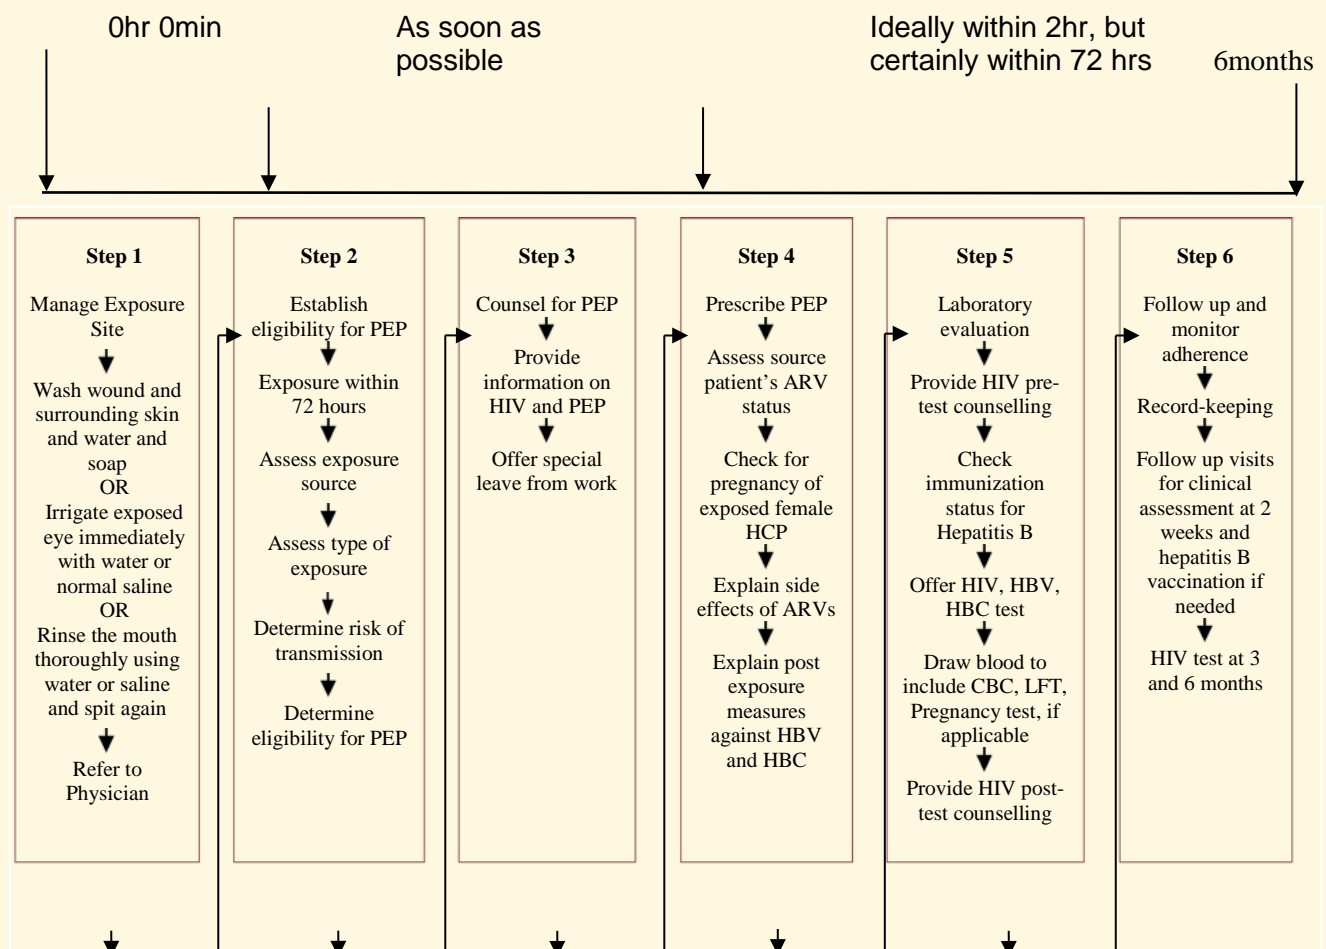 0hr 0min
As soon as
possible
Ideally within 2hr, but
certainly within 72 hrs
6months
Step 1
Manage Exposure
Site
Wash wound and
surrounding skin
and water and
soap
OR
Irrigate exposed
eye immediately
with water or
normal saline
OR
Rinse the mouth
thoroughly using
water or saline
and spit again
Refer to
Physician
Step 2
Establish
eligibility for PEP
Exposure within
72 hours
Assess exposure
source
Assess type of
exposure
Determine risk of
transmission
Determine
eligibility for PEP
Step 3
Counsel for PEP
Provide
information on
HIV and PEP
Offer special
leave from work
Step 4
Prescribe PEP
Assess source
patient's ARV
status
Check for
pregnancy of
exposed female
HCP
Explain side
effects of ARVs
Explain post
exposure
measures
against HBV
and HBC
Step 5
Laboratory
evaluation
Provide HIV pre-
test counselling
Check
immunization
status for
Hepatitis B
Offer HIV, HBV,
HBC test
Draw blood to
include CBC, LFT,
Pregnancy test, if
applicable
Provide HIV post-
test counselling
Step 6
Follow up and
monitor
adherence
Record-keeping
Follow up visits
for clinical
assessment at 2
weeks and
hepatitis B
vaccination if
needed
HIV test at 3
and 6 months